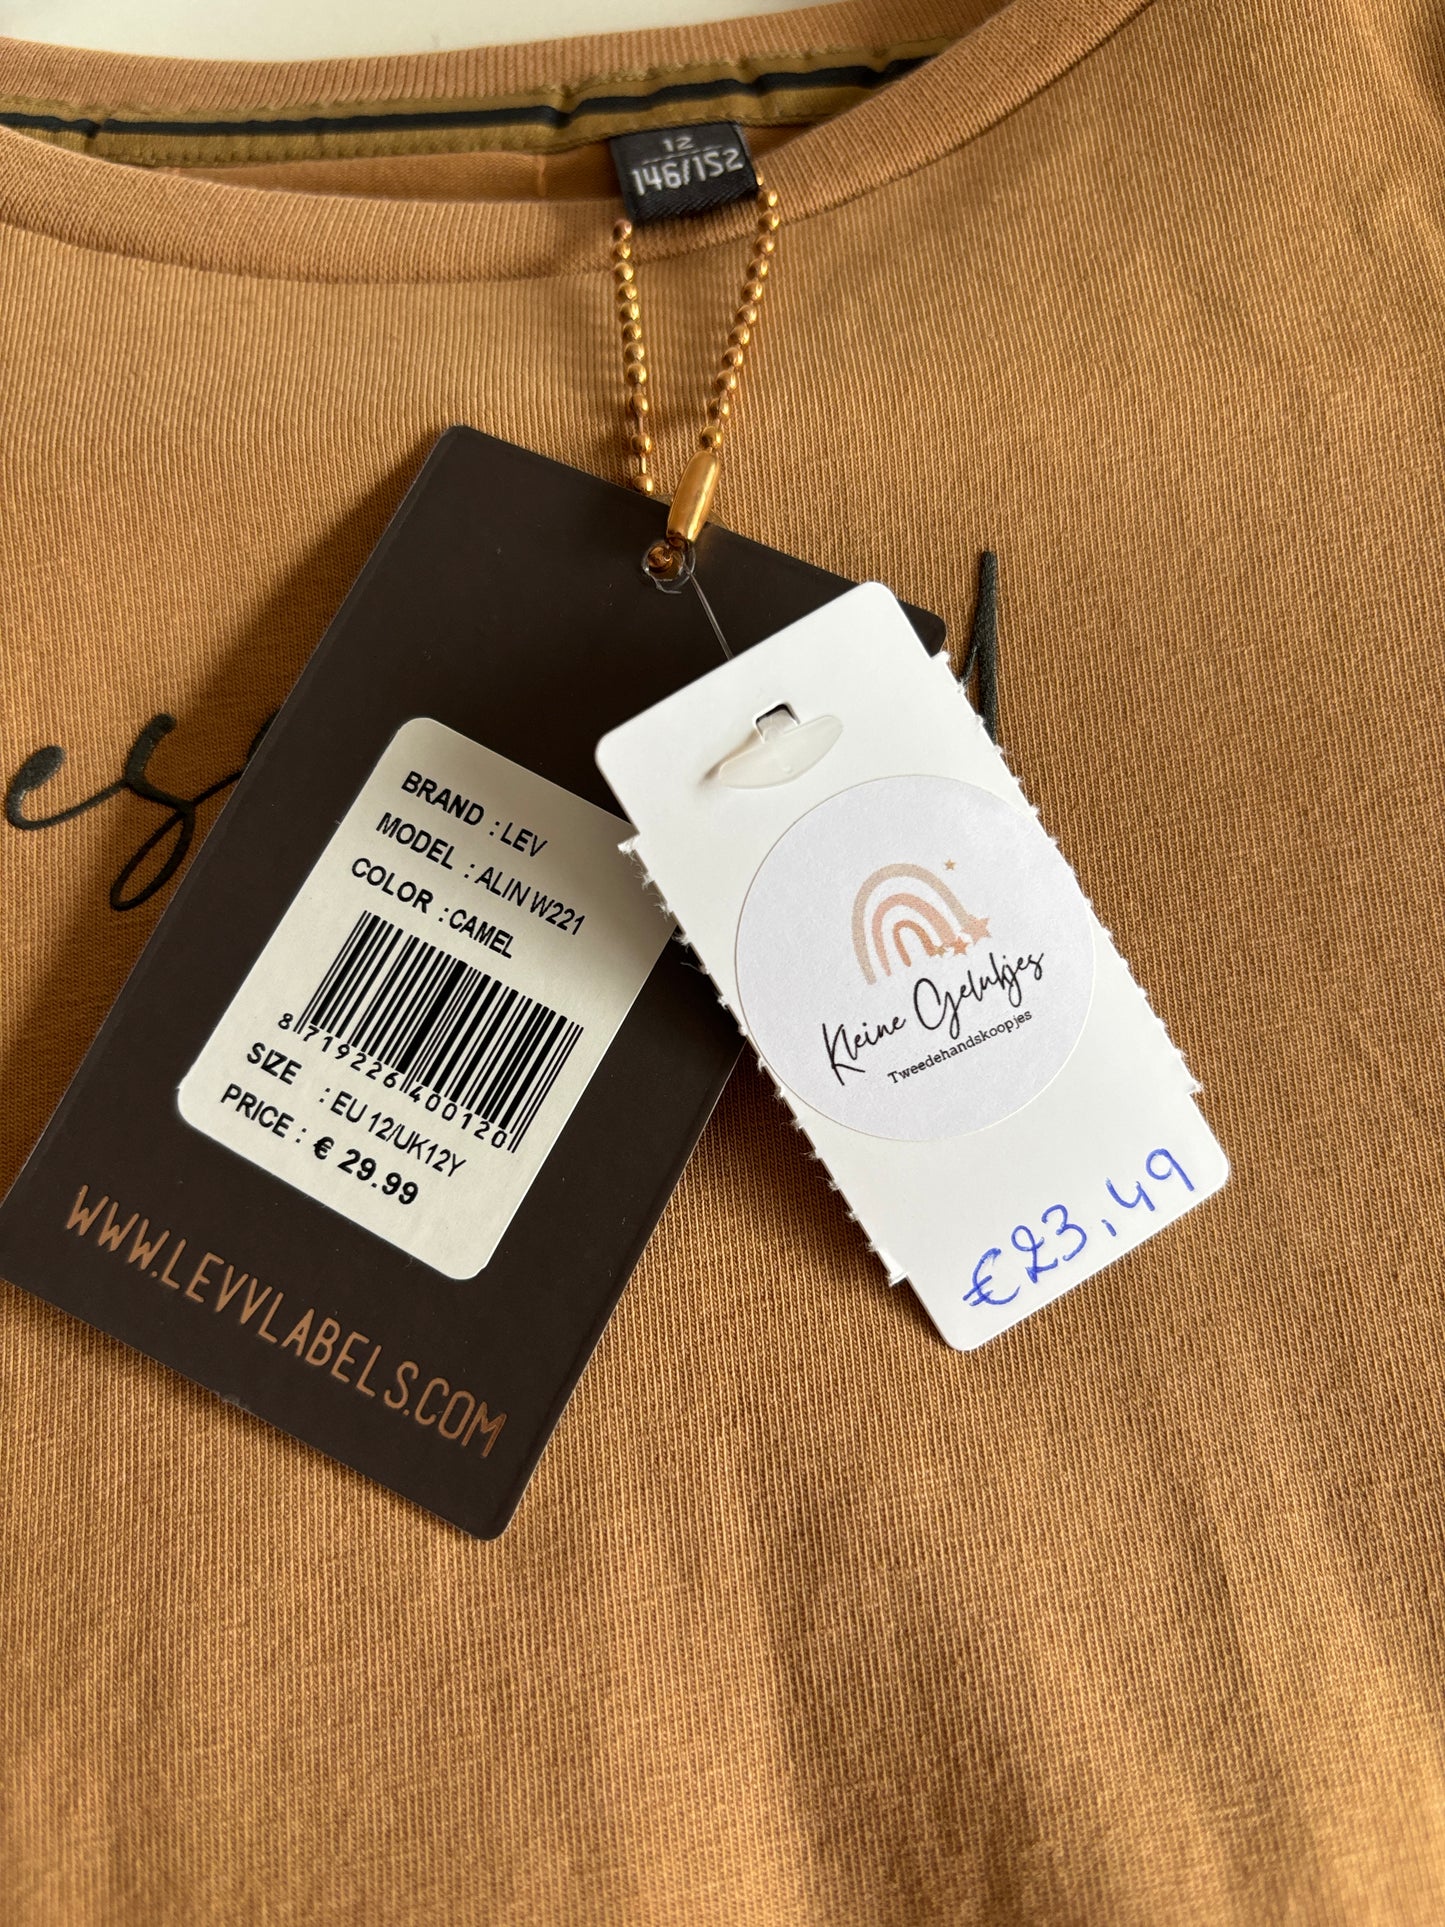 12
146/152
BRAND : LEV
MODEL : ALIN W221
COLOR : CAMEL
8719226400120
SIZE : EU 12/UK12Y
PRICE : € 29.99
WWW.LEVVLABELS.COM
Kleine Gelukjes
Tweedehandskoopjes
€23,49